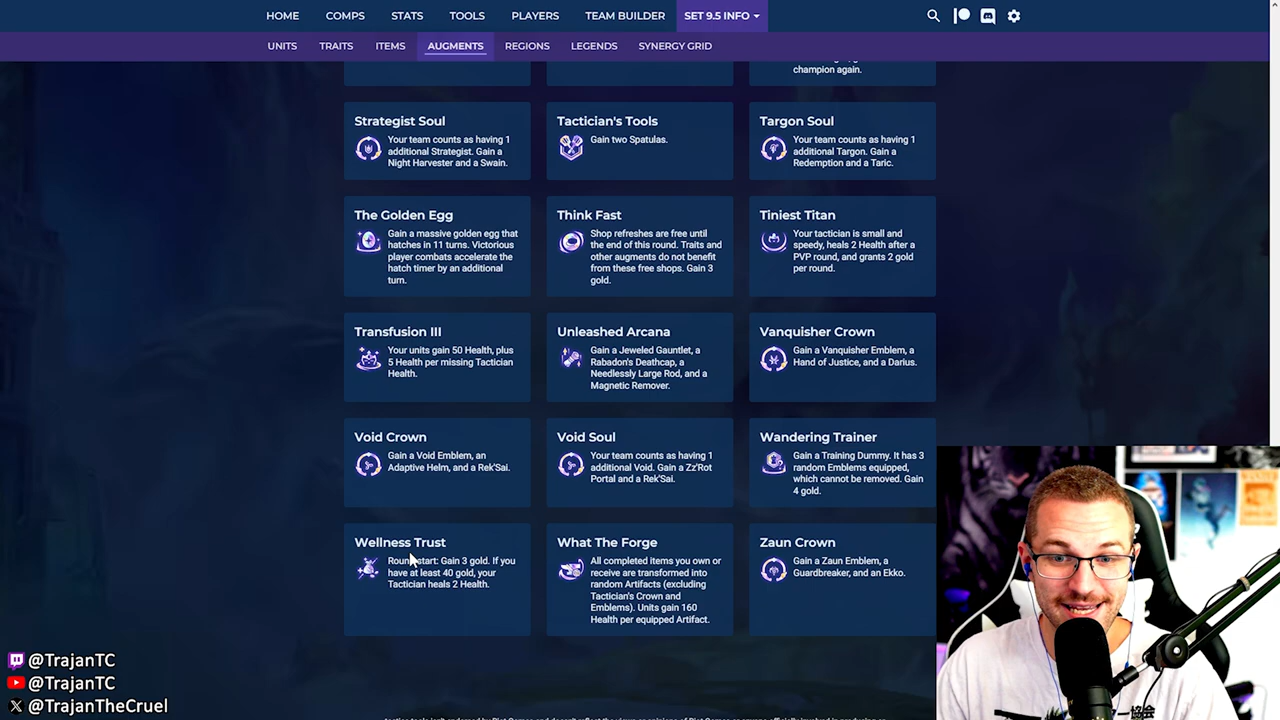 HOME COMPS STATS TOOLS PLAYERS TEAM BUILDER SET 9.5 INFO
UNITS TRAITS ITEMS AUGMENTS REGIONS LEGENDS SYNERGY GRID
champion again.
Strategist Soul
Your team counts as having 1
additional Strategist. Gain a
Night Harvester and a Swain.
Tactician's Tools
Gain two Spatulas.
Targon Soul
Your team counts as having 1
additional Targon. Gain a
Redemption and a Taric.
The Golden Egg
Gain a massive golden egg that
hatches in 11 turns. Victorious
player combats accelerate the
hatch timer by an additional
turn.
Think Fast
Shop refreshes are free until
the end of this round. Traits and
other augments do not benefit
from these free shops. Gain 3
gold.
Tiniest Titan
Your tactician is small and
speedy, heals 2 Health after a
PVP round, and grants 2 gold
per round.
Transfusion III
Your units gain 50 Health, plus
5 Health per missing Tactician
Health.
Unleashed Arcana
Gain a Jeweled Gauntlet, a
Rabadon's Deathcap, a
Needlessly Large Rod, and a
Magnetic Remover.
Vanquisher Crown
Gain a Vanquisher Emblem, a
Hand of Justice, and a Darius.
Void Crown
Gain a Void Emblem, an
Adaptive Helm, and a Rek'Sai.
Void Soul
Your team counts as having 1
additional Void. Gain a Zz'Rot
Portal and a Rek'Sai.
Wandering Trainer
Gain a Training Dummy. It has 3
random Emblems equipped,
which cannot be removed. Gain
4 gold.
Wellness Trust
Round start: Gain 3 gold. If you
have at least 40 gold, your
Tactician heals 2 Health.
What The Forge
All completed items you own or
receive are transformed into
random Artifacts (excluding
Tactician's Crown and
Emblems). Units gain 160
Health per equipped Artifact.
Zaun Crown
Gain a Zaun Emblem, a
Guardbreaker, and an Ekko.
@TrajanTC
@TrajanTC
@TrajanTheCruel